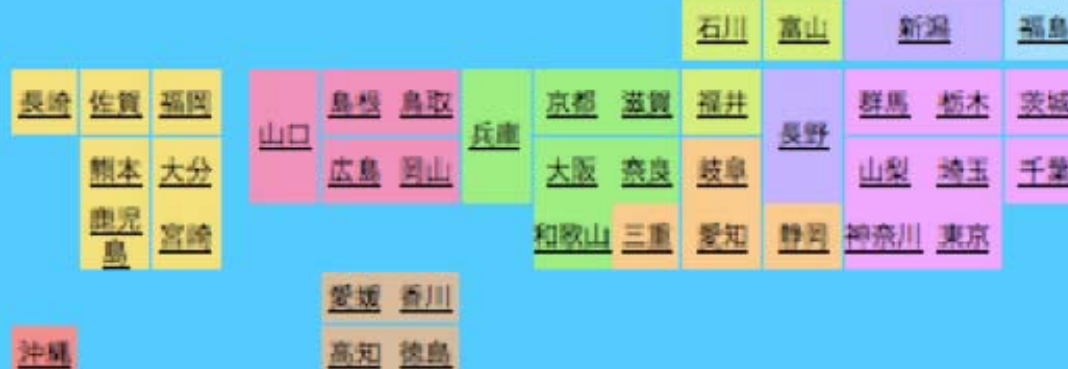 石川 富山 新潟 福島
長崎 佐賀 福岡 山口 島根 鳥取 兵庫 京都 滋賀 福井 長野 群馬 栃木 茨城
熊本 大分 広島 岡山 大阪 奈良 岐阜 山梨 埼玉 千葉
鹿児島 宮崎 和歌山 三重 愛知 静岡 神奈川 東京
愛媛 香川
沖縄 高知 徳島